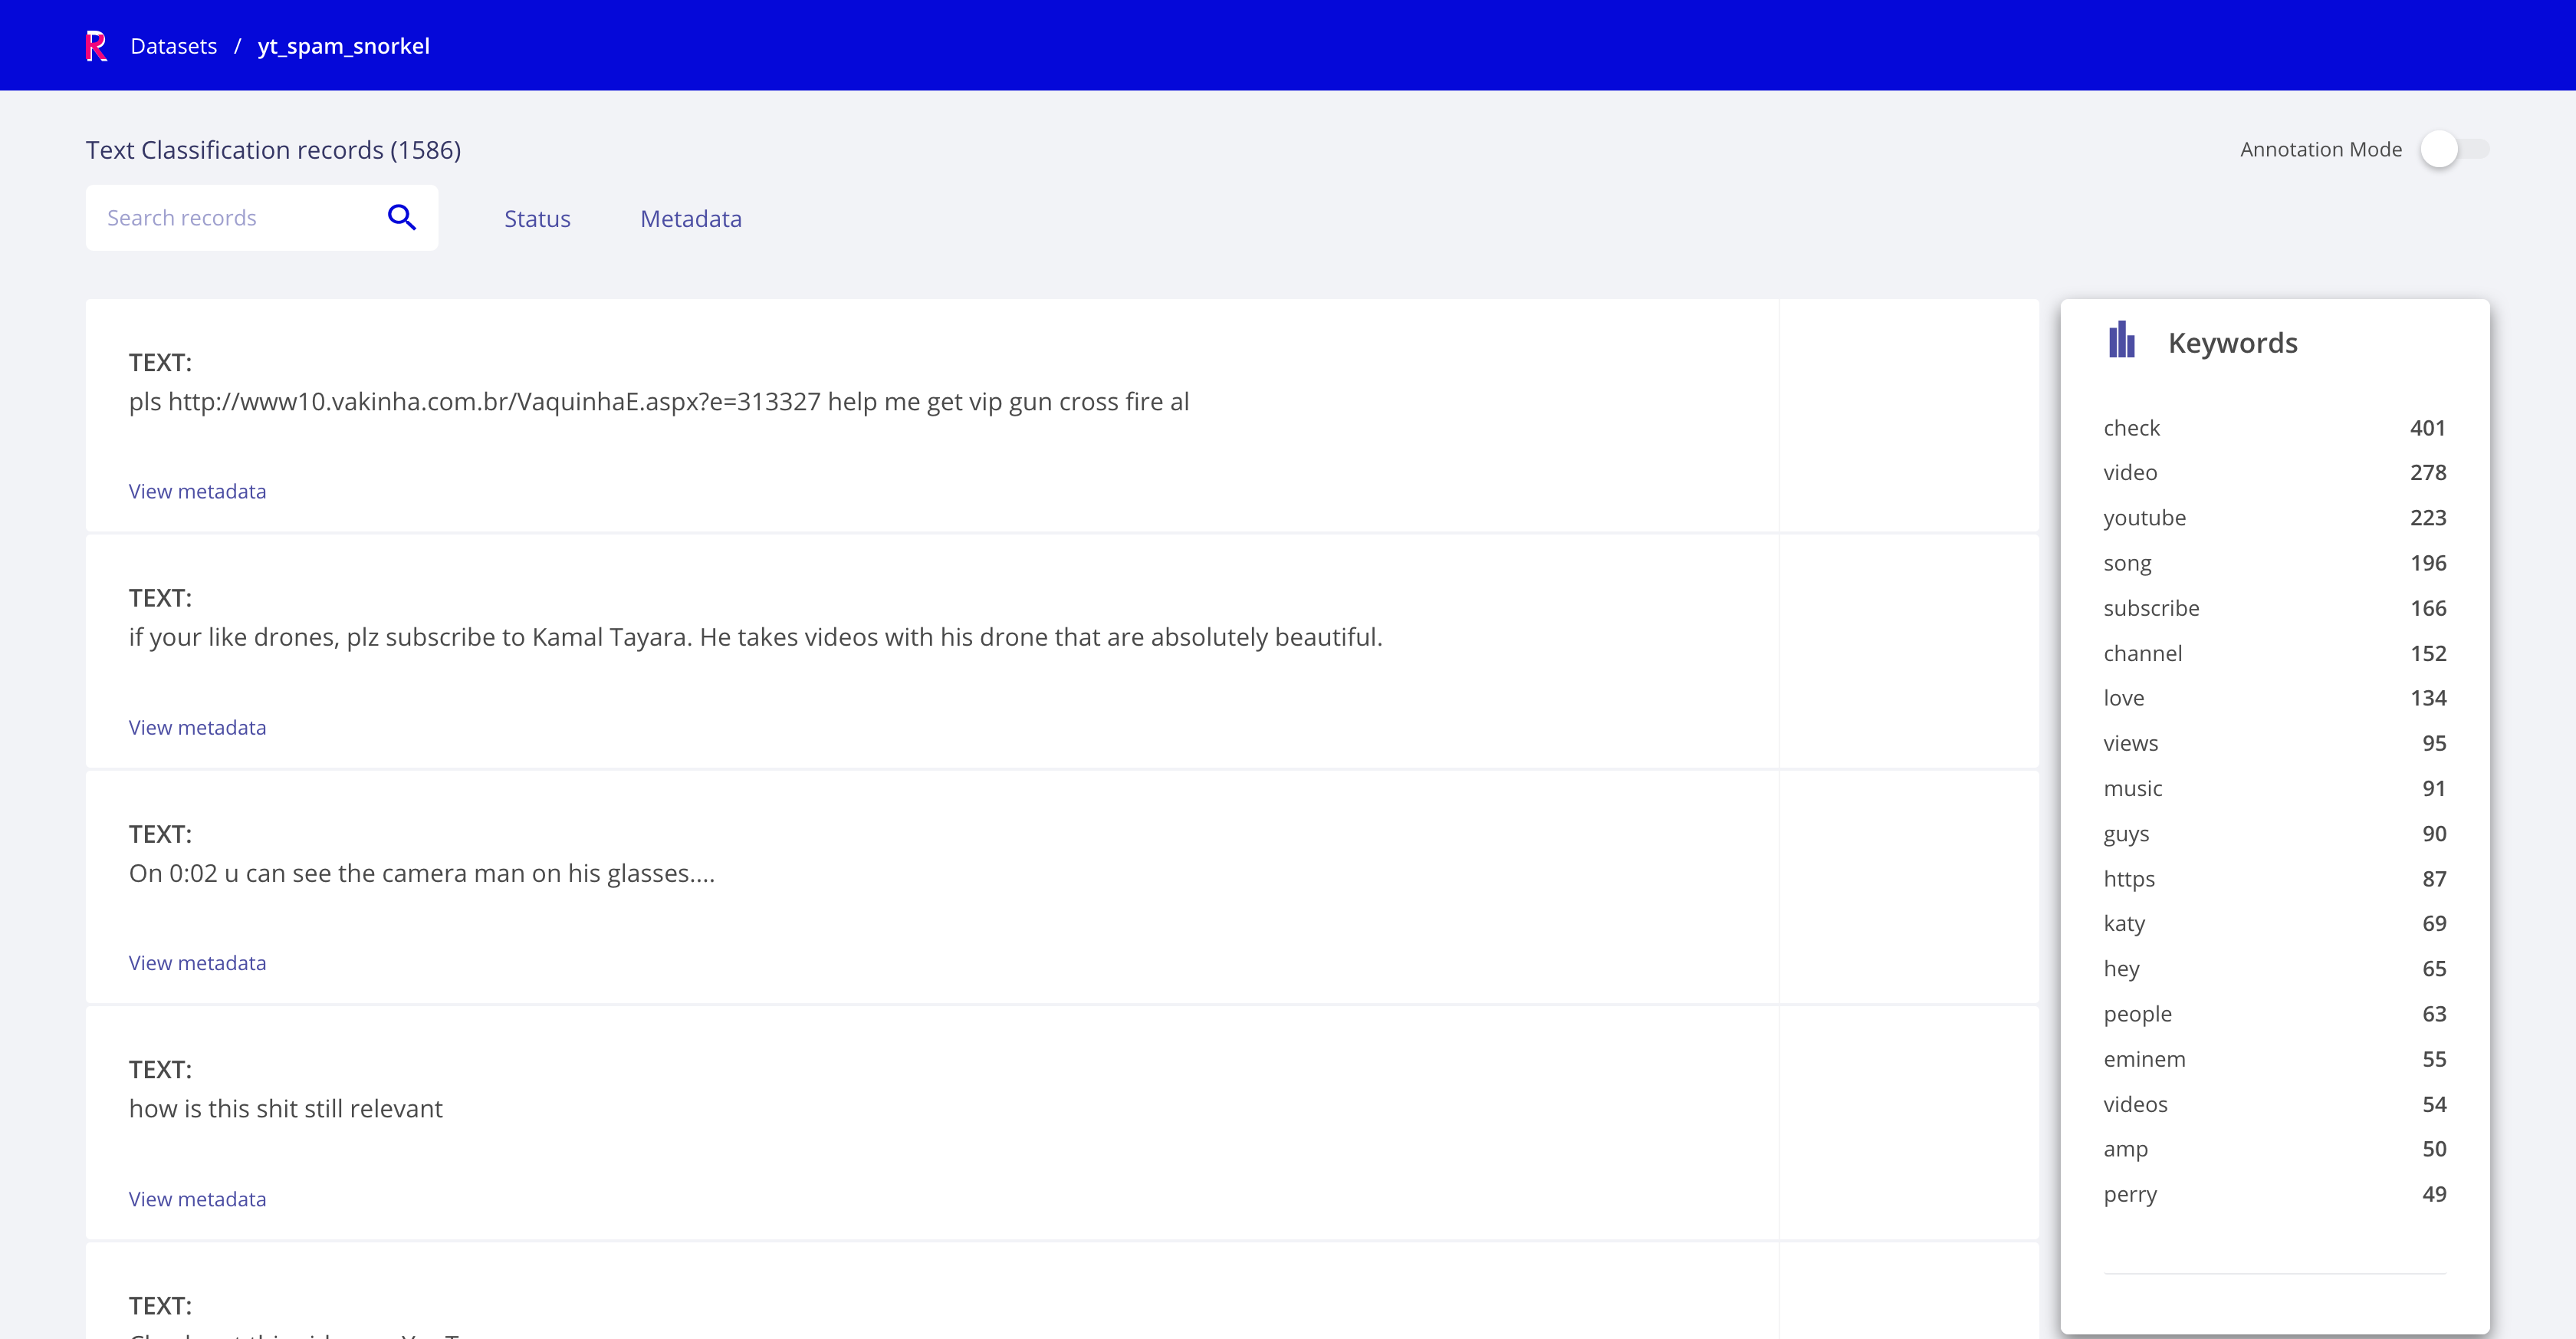 R Datasets / yt_spam_snorkel
Text Classification records (1586)
Annotation Mode
Search records
Status
Metadata
TEXT:
pls http://www10.vakinha.com.br/VaquinhaE.aspx?e=313327 help me get vip gun cross fire al
View metadata
TEXT:
if your like drones, plz subscribe to Kamal Tayara. He takes videos with his drone that are absolutely beautiful.
View metadata
TEXT:
On 0:02 u can see the camera man on his glasses....
View metadata
TEXT:
how is this shit still relevant
View metadata
TEXT:
Keywords
check 401
video 278
youtube 223
song 196
subscribe 166
channel 152
love 134
views 95
music 91
guys 90
https 87
katy 69
hey 65
people 63
eminem 55
videos 54
amp 50
perry 49